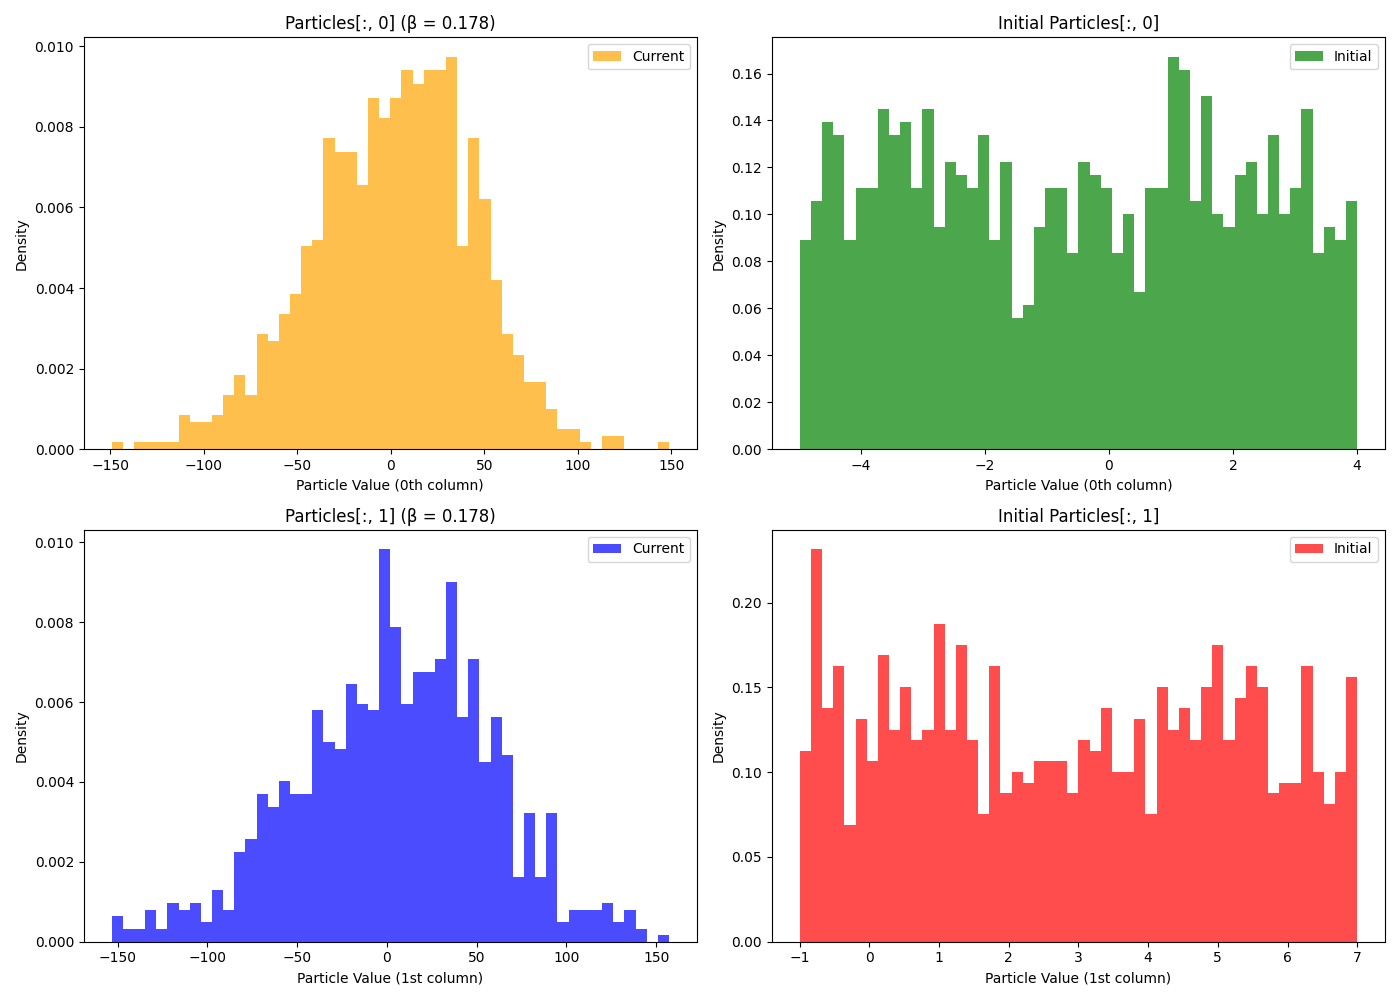 Particles[:, 0] (β = 0.178)
Current
Density
0.010
0.008
0.006
0.004
0.002
0.000
−150 −100 −50 0 50 100 150
Particle Value (0th column)
Initial Particles[:, 0]
Initial
Density
0.16
0.14
0.12
0.10
0.08
0.06
0.04
0.02
0.00
−4 −2 0 2 4
Particle Value (0th column)
Particles[:, 1] (β = 0.178)
Current
Density
0.010
0.008
0.006
0.004
0.002
0.000
−150 −100 −50 0 50 100 150
Particle Value (1st column)
Initial Particles[:, 1]
Initial
Density
0.20
0.15
0.10
0.05
0.00
−1 0 1 2 3 4 5 6 7
Particle Value (1st column)